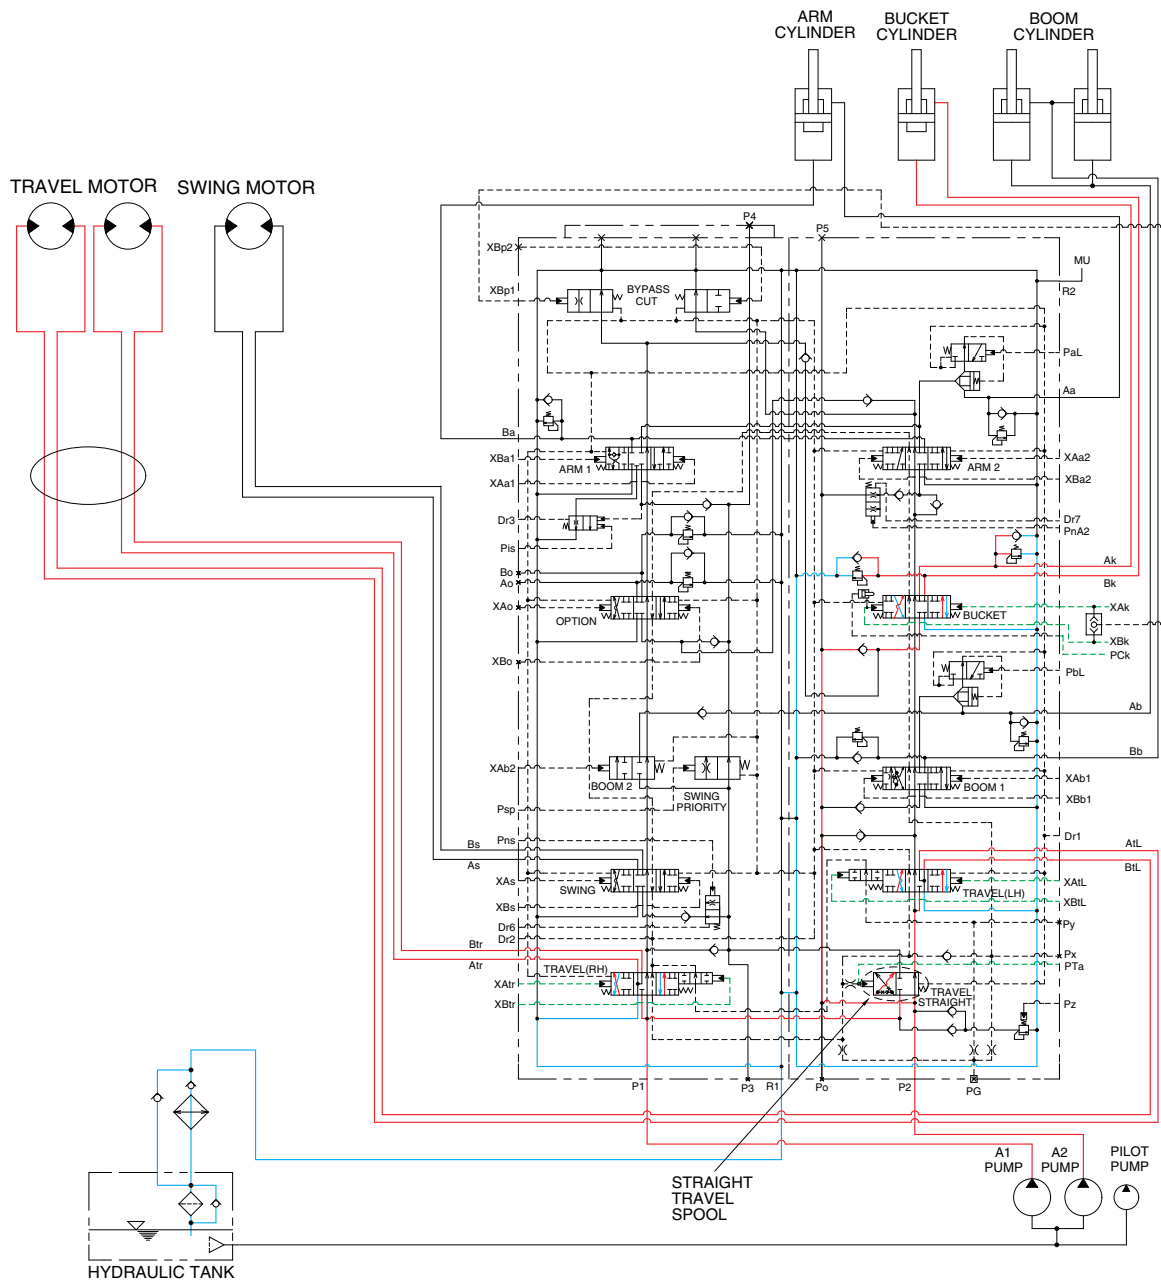 ARM
CYLINDER
BUCKET
CYLINDER
BOOM
CYLINDER
TRAVEL MOTOR
SWING MOTOR
P4
P5
XBp2
MU
XBp1
BYPASS
CUT
R2
PaL
Aa
Ba
XBa1
ARM 1
XAa1
ARM 2
XAa2
XBa2
Dr3
Dr7
PnA2
Pis
Bo
Ao
Ak
Bk
XAo
OPTION
BUCKET
XAk
XBk
PCk
XBo
PbL
Ab
Bb
XAb2
BOOM 2
SWING
PRIORITY
BOOM 1
XAb1
XBb1
Psp
Pns
Dr1
Bs
As
AtL
BtL
XAs
SWING
TRAVEL(LH)
XAtL
XBs
XBtL
Dr6
Dr2
Py
Btr
Atr
Px
PTa
TRAVEL(RH)
XAtr
XBtr
TRAVEL
STRAIGHT
Pz
P1
P3
R1
Po
P2
PG
STRAIGHT
TRAVEL
SPOOL
A1
PUMP
A2
PUMP
PILOT
PUMP
HYDRAULIC TANK